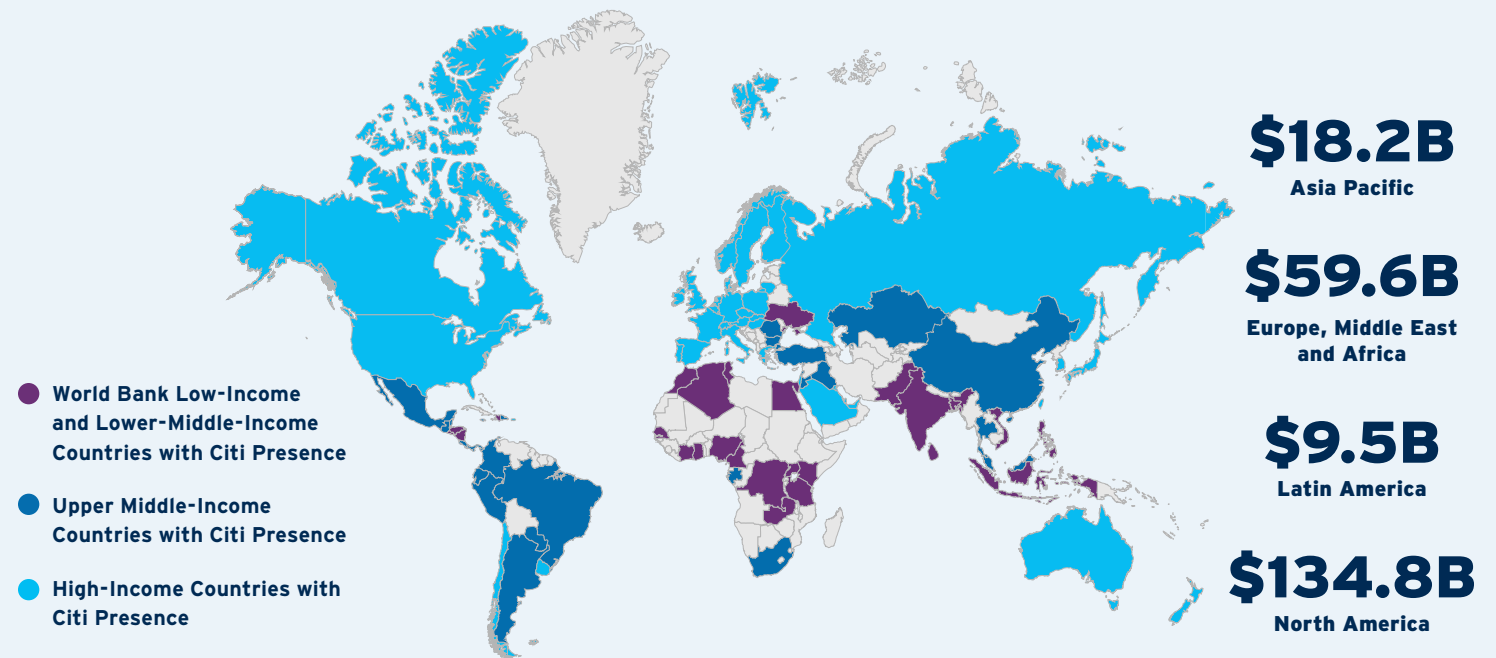 World Bank Low-Income
and Lower-Middle-Income
Countries with Citi Presence
Upper Middle-Income
Countries with Citi Presence
High-Income Countries with
Citi Presence
$18.2B
Asia Pacific
$59.6B
Europe, Middle East
and Africa
$9.5B
Latin America
$134.8B
North America